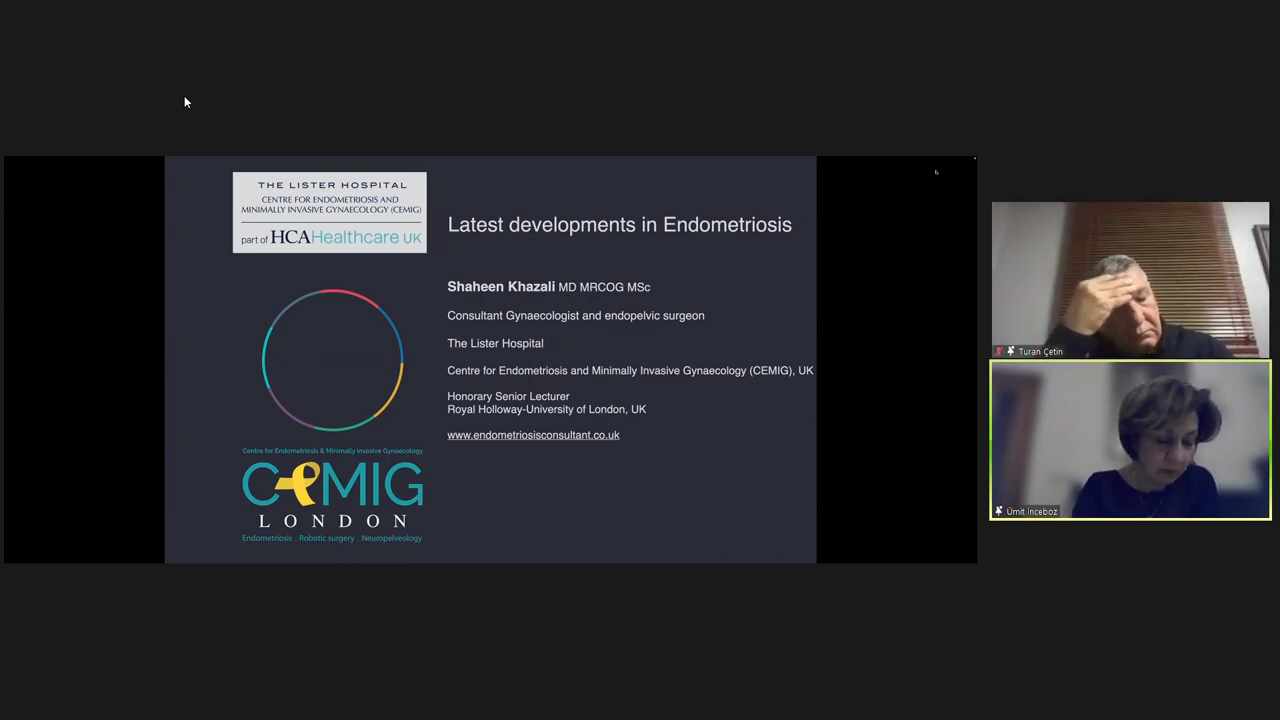 THE LISTER HOSPITAL
CENTRE FOR ENDOMETRIOSIS AND
MINIMALLY INVASIVE GYNAECOLOGY (CEMIG)
part of HCAHealthcare UK
Latest developments in Endometriosis
Shaheen Khazali MD MRCOG MSc
Consultant Gynaecologist and endopelvic surgeon
The Lister Hospital
Centre for Endometriosis and Minimally Invasive Gynaecology (CEMIG), UK
Honorary Senior Lecturer
Royal Holloway-University of London, UK
www.endometriosisconsultant.co.uk
Centre for Endometriosis & Minimally Invasive Gynaecology
CEMIG
LONDON
Endometriosis . Robotic surgery . Neuropelveology
Turan Çetin
Ümit İnceboz